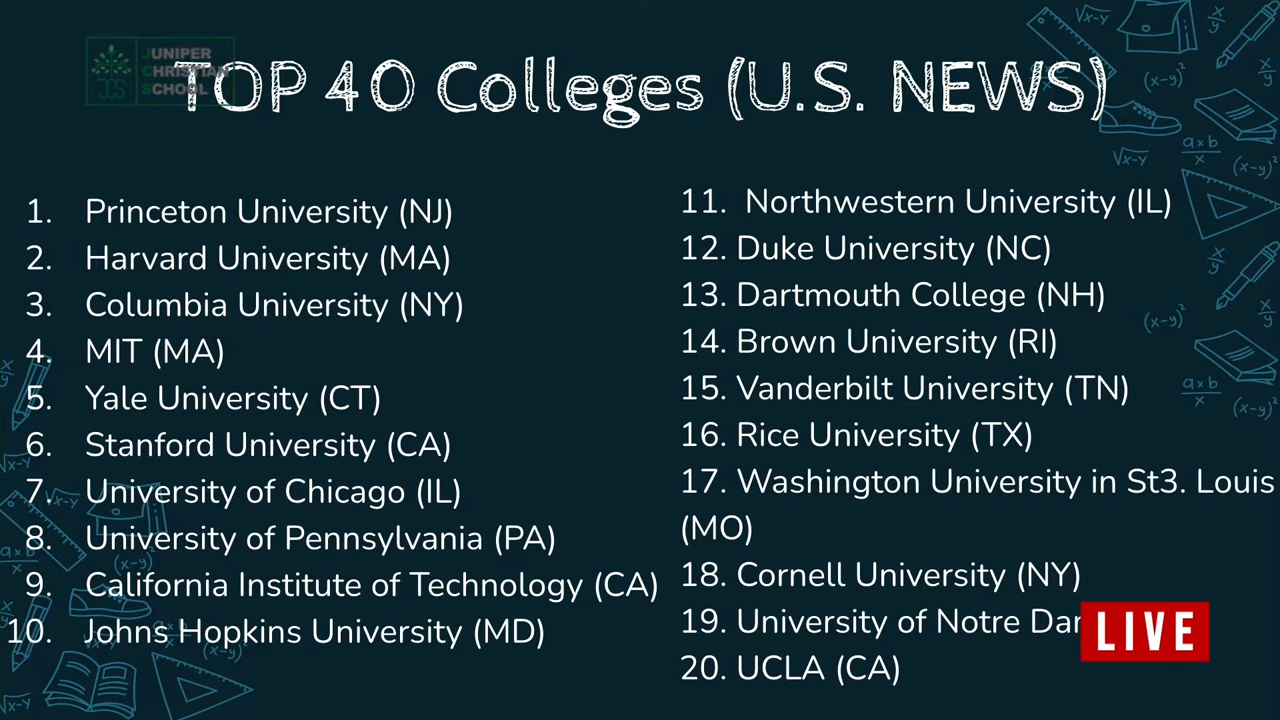 JUNIPER
CHRISTIAN
SCHOOL
JCS
TOP 40 Colleges (U.S. NEWS)
1. Princeton University (NJ)
2. Harvard University (MA)
3. Columbia University (NY)
4. MIT (MA)
5. Yale University (CT)
6. Stanford University (CA)
7. University of Chicago (IL)
8. University of Pennsylvania (PA)
9. California Institute of Technology (CA)
10. Johns Hopkins University (MD)
11. Northwestern University (IL)
12. Duke University (NC)
13. Dartmouth College (NH)
14. Brown University (RI)
15. Vanderbilt University (TN)
16. Rice University (TX)
17. Washington University in St3. Louis
(MO)
18. Cornell University (NY)
19. University of Notre
20. UCLA (CA)
LIVE